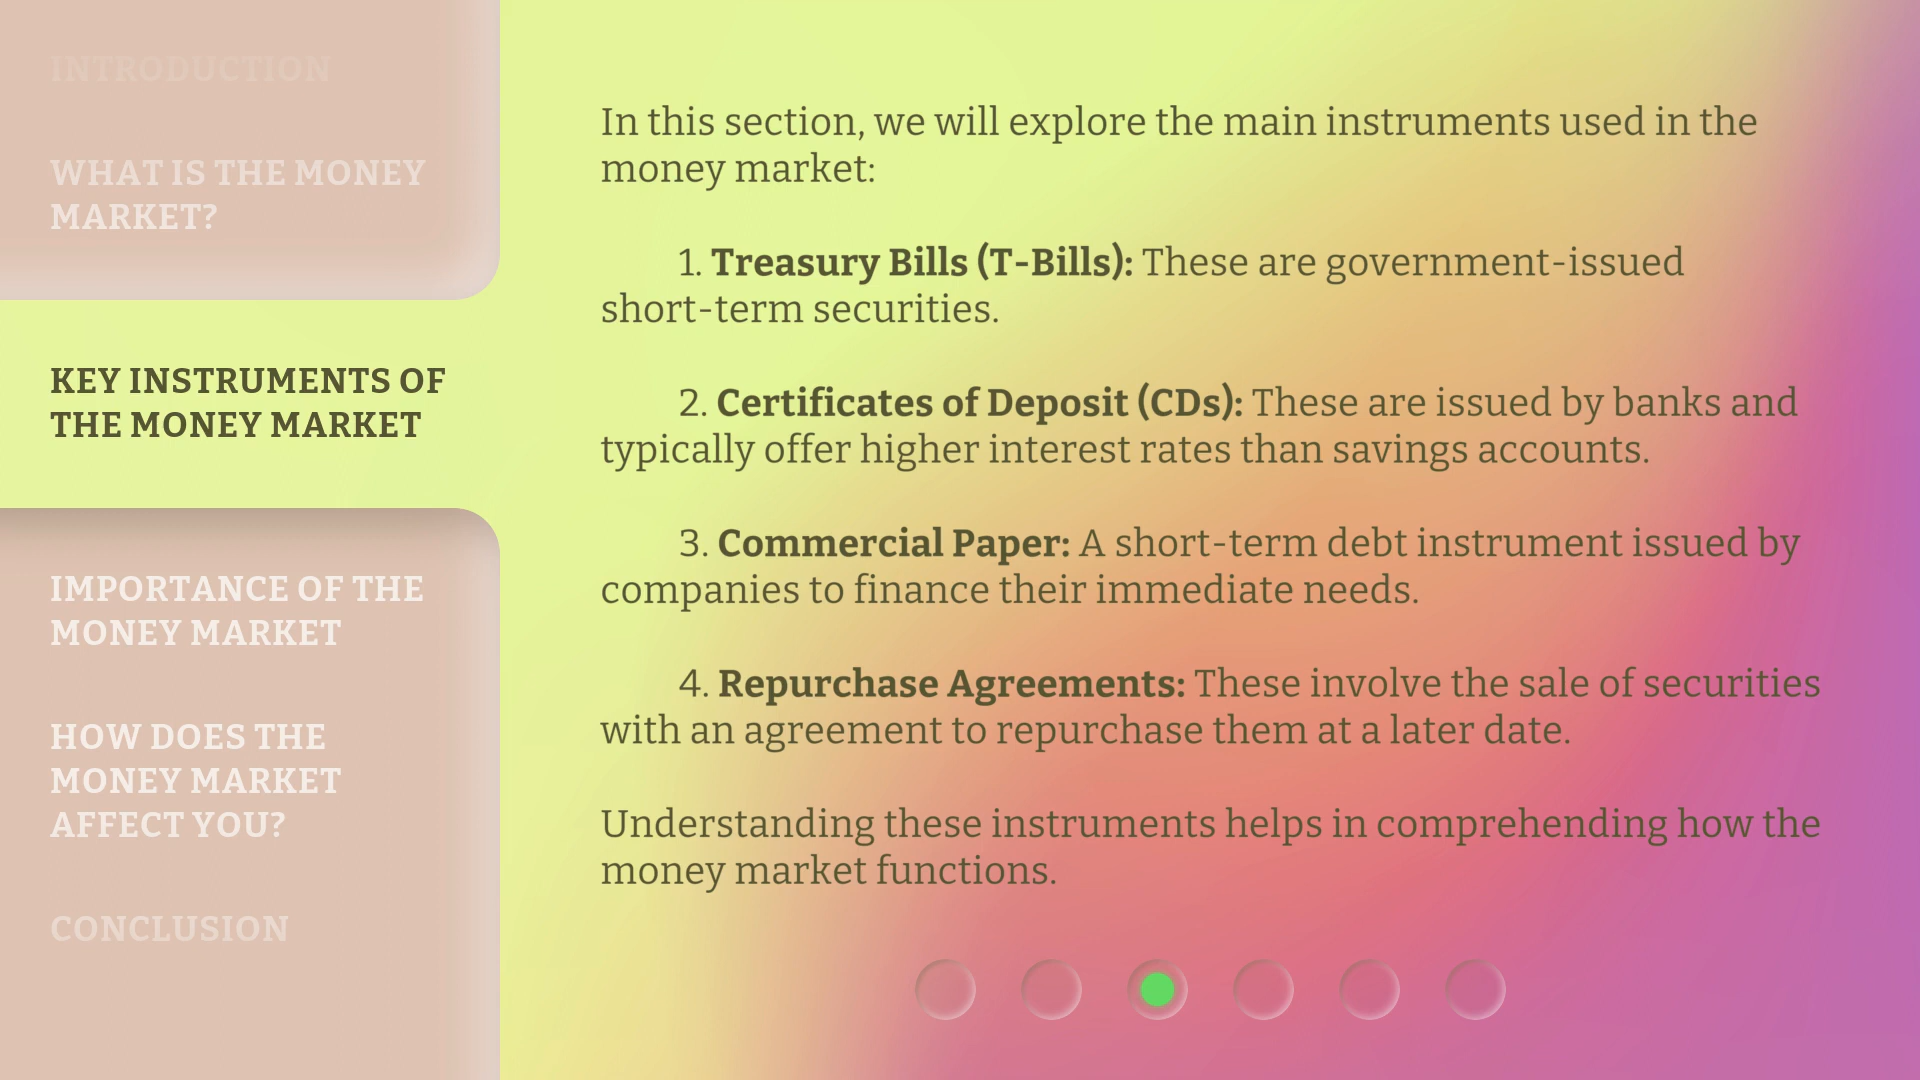 INTRODUCTION
WHAT IS THE MONEY
MARKET?
KEY INSTRUMENTS OF
THE MONEY MARKET
IMPORTANCE OF THE
MONEY MARKET
HOW DOES THE
MONEY MARKET
AFFECT YOU?
CONCLUSION
In this section, we will explore the main instruments used in the
money market:
1. Treasury Bills (T-Bills): These are government-issued
short-term securities.
2. Certificates of Deposit (CDs): These are issued by banks and
typically offer higher interest rates than savings accounts.
3. Commercial Paper: A short-term debt instrument issued by
companies to finance their immediate needs.
4. Repurchase Agreements: These involve the sale of securities
with an agreement to repurchase them at a later date.
Understanding these instruments helps in comprehending how the
money market functions.